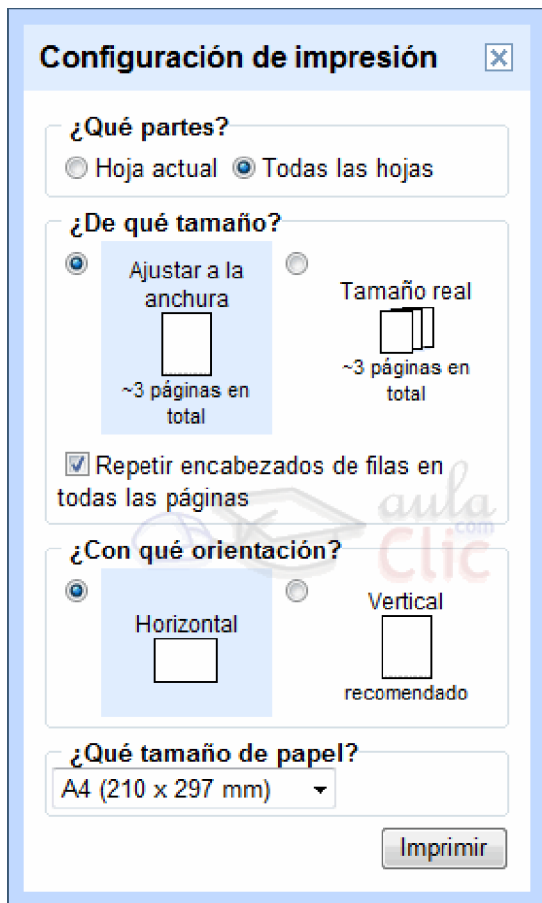 Configuración de impresión
¿Qué partes?
Hoja actual Todas las hojas
¿De qué tamaño?
Ajustar a la
anchura
~3 páginas en
total
Tamaño real
~3 páginas en
total
Repetir encabezados de filas en
todas las páginas
aula
Clic
.com
¿Con qué orientación?
Horizontal
Vertical
recomendado
¿Qué tamaño de papel?
A4 (210 x 297 mm)
Imprimir